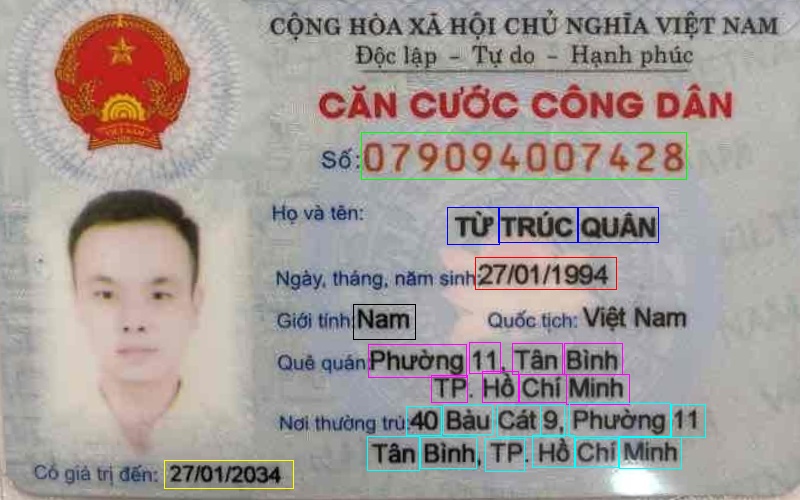 CỘNG HÒA XÃ HỘI CHỦ NGHĨA VIỆT NAM
Độc lập - Tự do - Hạnh phúc
CĂN CƯỚC CÔNG DÂN
Số: 079094007428
Họ và tên: TỪ TRÚC QUÂN
Ngày, tháng, năm sinh: 27/01/1994
Giới tính: Nam Quốc tịch: Việt Nam
Quê quán: Phường 11, Tân Bình
TP. Hồ Chí Minh
Nơi thường trú: 40 Bàu Cát 9, Phường 11
Tân Bình, TP. Hồ Chí Minh
Có giá trị đến: 27/01/2034